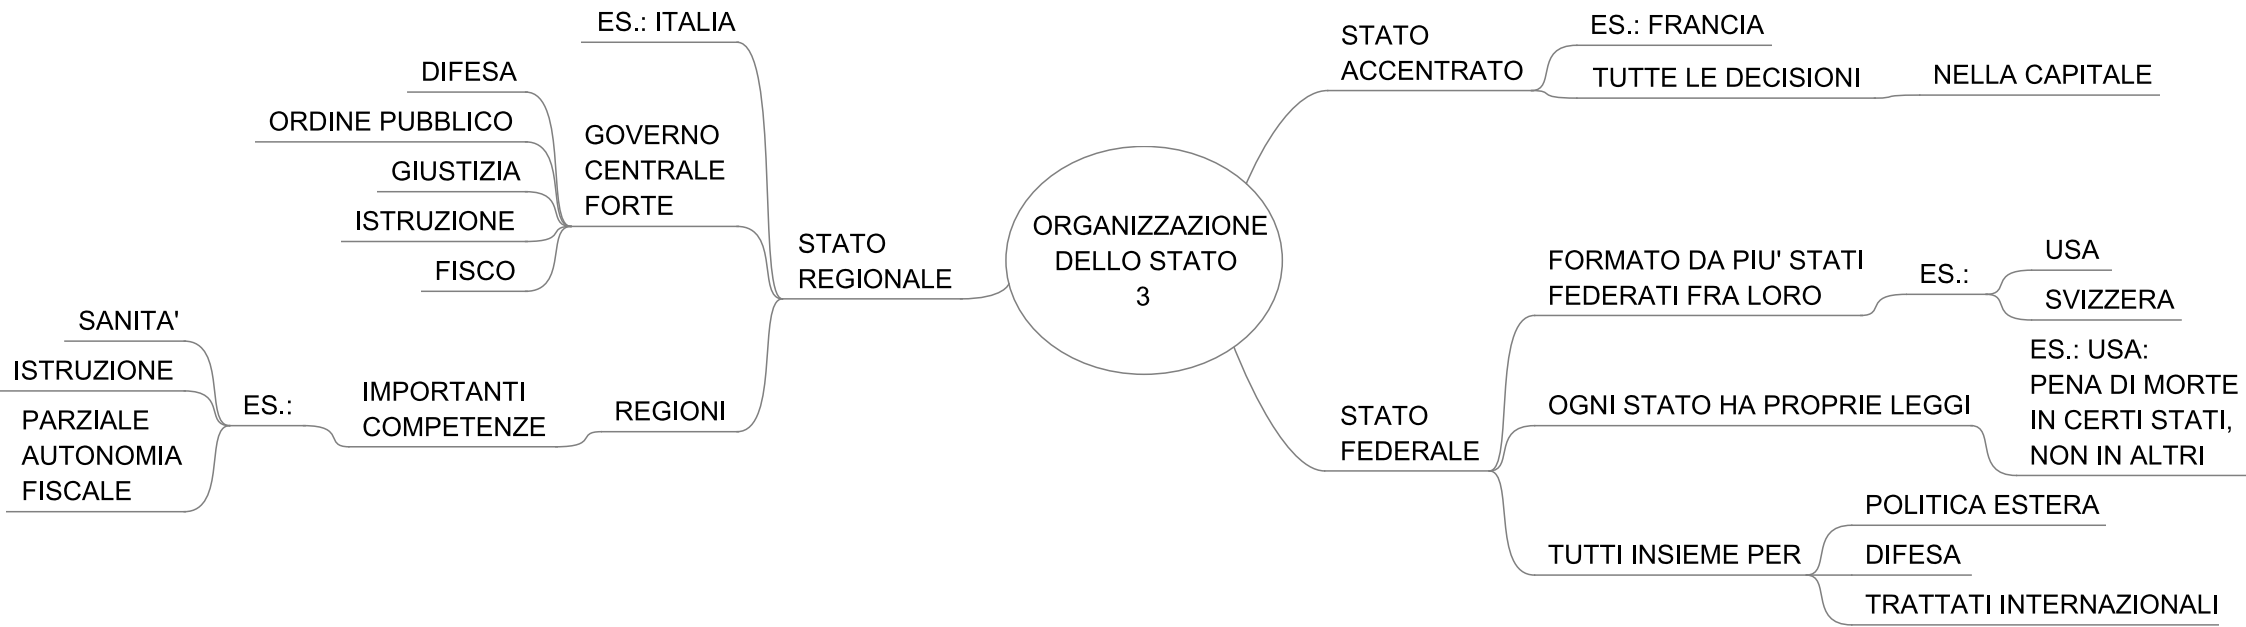 ORGANIZZAZIONE
DELLO STATO
3
STATO
ACCENTRATO
ES.: FRANCIA
TUTTE LE DECISIONI
NELLA CAPITALE
STATO
FEDERALE
FORMATO DA PIU' STATI
FEDERATI FRA LORO
ES.:
USA
SVIZZERA
OGNI STATO HA PROPRIE LEGGI
ES.: USA:
PENA DI MORTE
IN CERTI STATI,
NON IN ALTRI
TUTTI INSIEME PER
POLITICA ESTERA
DIFESA
TRATTATI INTERNAZIONALI
STATO
REGIONALE
ES.: ITALIA
GOVERNO
CENTRALE
FORTE
DIFESA
ORDINE PUBBLICO
GIUSTIZIA
ISTRUZIONE
FISCO
REGIONI
IMPORTANTI
COMPETENZE
ES.:
SANITA'
ISTRUZIONE
PARZIALE
AUTONOMIA
FISCALE